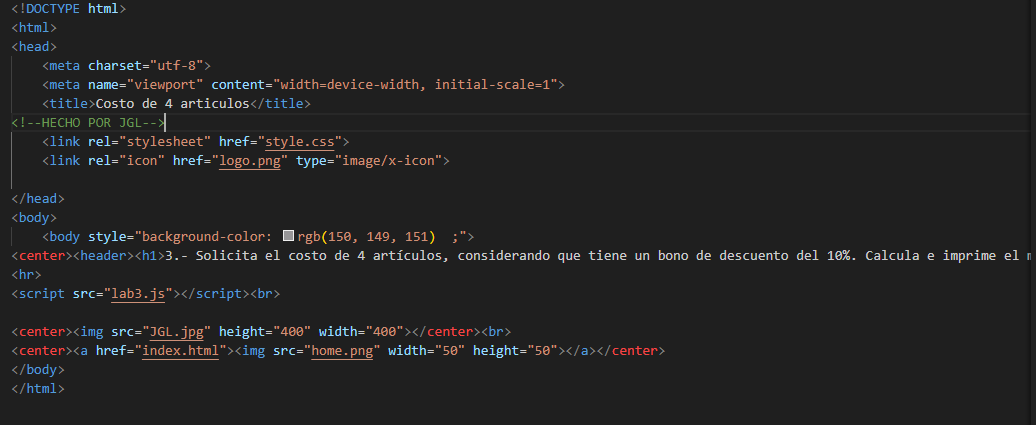 <!DOCTYPE html>
<html>
<head>
    <meta charset="utf-8">
    <meta name="viewport" content="width=device-width, initial-scale=1">
    <title>Costo de 4 articulos</title>
<!--HECHO POR JGL-->
    <link rel="stylesheet" href="style.css">
    <link rel="icon" href="logo.png" type="image/x-icon">
</head>
<body>
    <body style="background-color: rgb(150, 149, 151)  ;">
<center><header><h1>3.- Solicita el costo de 4 artículos, considerando que tiene un bono de descuento del 10%. Calcula e imprime el
<hr>
<script src="lab3.js"></script><br>
<center><img src="JGL.jpg" height="400" width="400"></center><br>
<center><a href="index.html"><img src="home.png" width="50" height="50"></a></center>
</body>
</html>